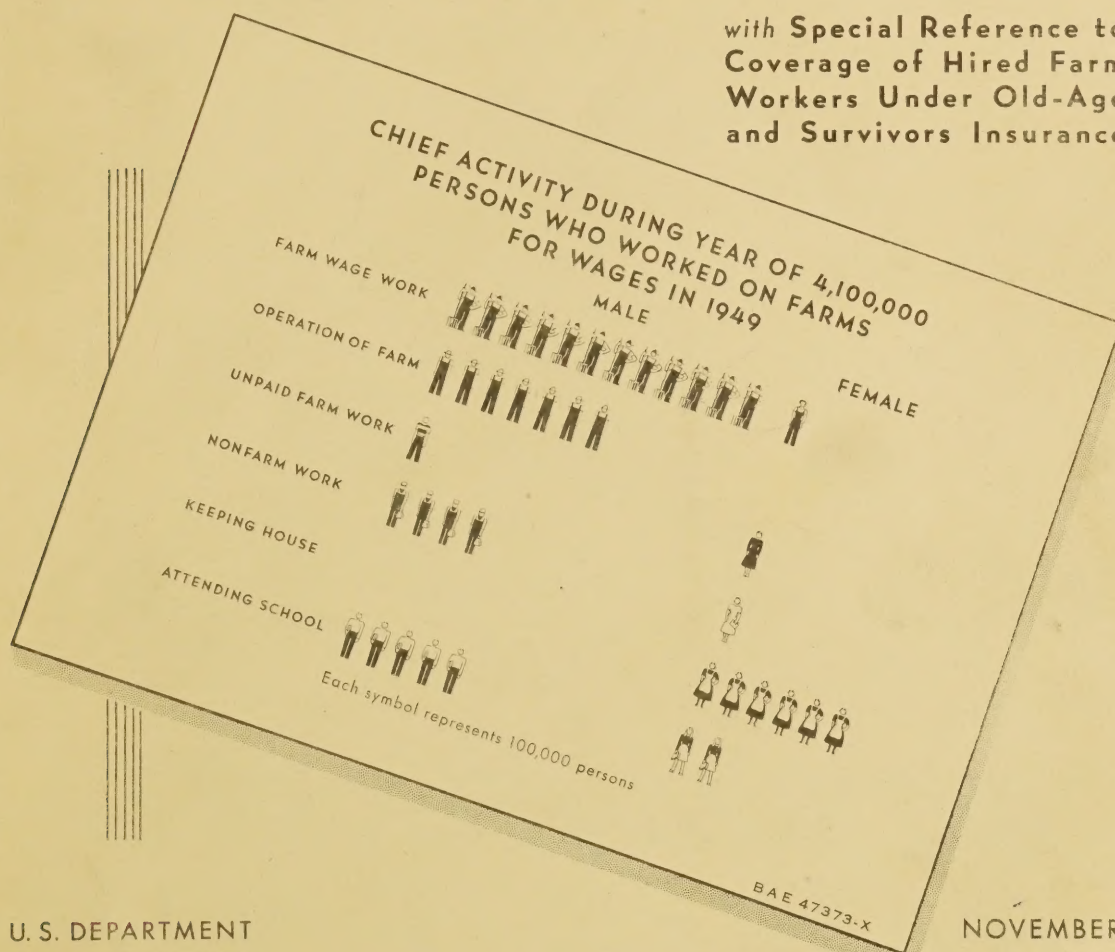 with Special Reference to
Coverage of Hired Farm
Workers Under Old-Age
and Survivors Insurance
CHIEF ACTIVITY DURING YEAR OF 4,100,000
PERSONS WHO WORKED ON FARMS
FOR WAGES IN 1949
MALE
FEMALE
FARM WAGE WORK
OPERATION OF FARM
UNPAID FARM WORK
NONFARM WORK
KEEPING HOUSE
ATTENDING SCHOOL
Each symbol represents 100,000 persons
BAE 47373-X
U. S. DEPARTMENT
NOVEMBER